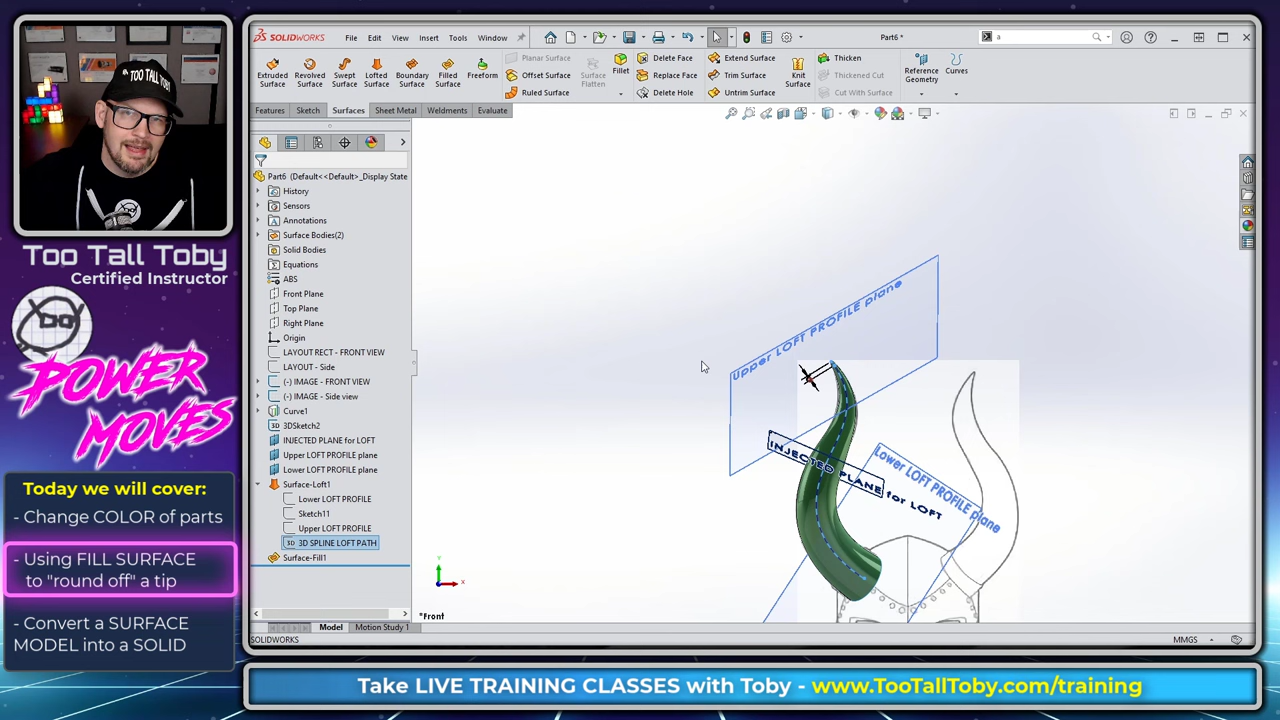 TOO TALL TOBY
Too Tall Toby
Certified Instructor
POWER
MOVES
Today we will cover:
- Change COLOR of parts
- Using FILL SURFACE
to "round off" a tip
- Convert a SURFACE
MODEL into a SOLID
SOLIDWORKS
File
Edit
View
Insert
Tools
Window
Part6 *
a
Extruded
Surface
Revolved
Surface
Swept
Surface
Lofted
Surface
Boundary
Surface
Filled
Surface
Freeform
Planar Surface
Offset Surface
Ruled Surface
Surface
Flatten
Fillet
Delete Face
Replace Face
Delete Hole
Extend Surface
Trim Surface
Untrim Surface
Knit
Surface
Thicken
Thickened Cut
Cut With Surface
Reference
Geometry
Curves
Features
Sketch
Surfaces
Sheet Metal
Weldments
Evaluate
Part6 (Default<<Default>_Display State
History
Sensors
Annotations
Surface Bodies(2)
Solid Bodies
Equations
ABS
Front Plane
Top Plane
Right Plane
Origin
LAYOUT RECT - FRONT VIEW
LAYOUT - Side
(-) IMAGE - FRONT VIEW
(-) IMAGE - Side view
Curve1
3D 3DSketch2
INJECTED PLANE for LOFT
Upper LOFT PROFILE plane
Lower LOFT PROFILE plane
Surface-Loft1
Lower LOFT PROFILE
Sketch11
Upper LOFT PROFILE
3D 3D SPLINE LOFT PATH
Surface-Fill1
upper LOFT PROFILE plane
INJECTED PLANE for LOFT
Lower LOFT PROFILE plane
Y
X
*Front
Model
Motion Study 1
SOLIDWORKS
MMGS
Take LIVE TRAINING CLASSES with Toby - www.TooTallToby.com/training